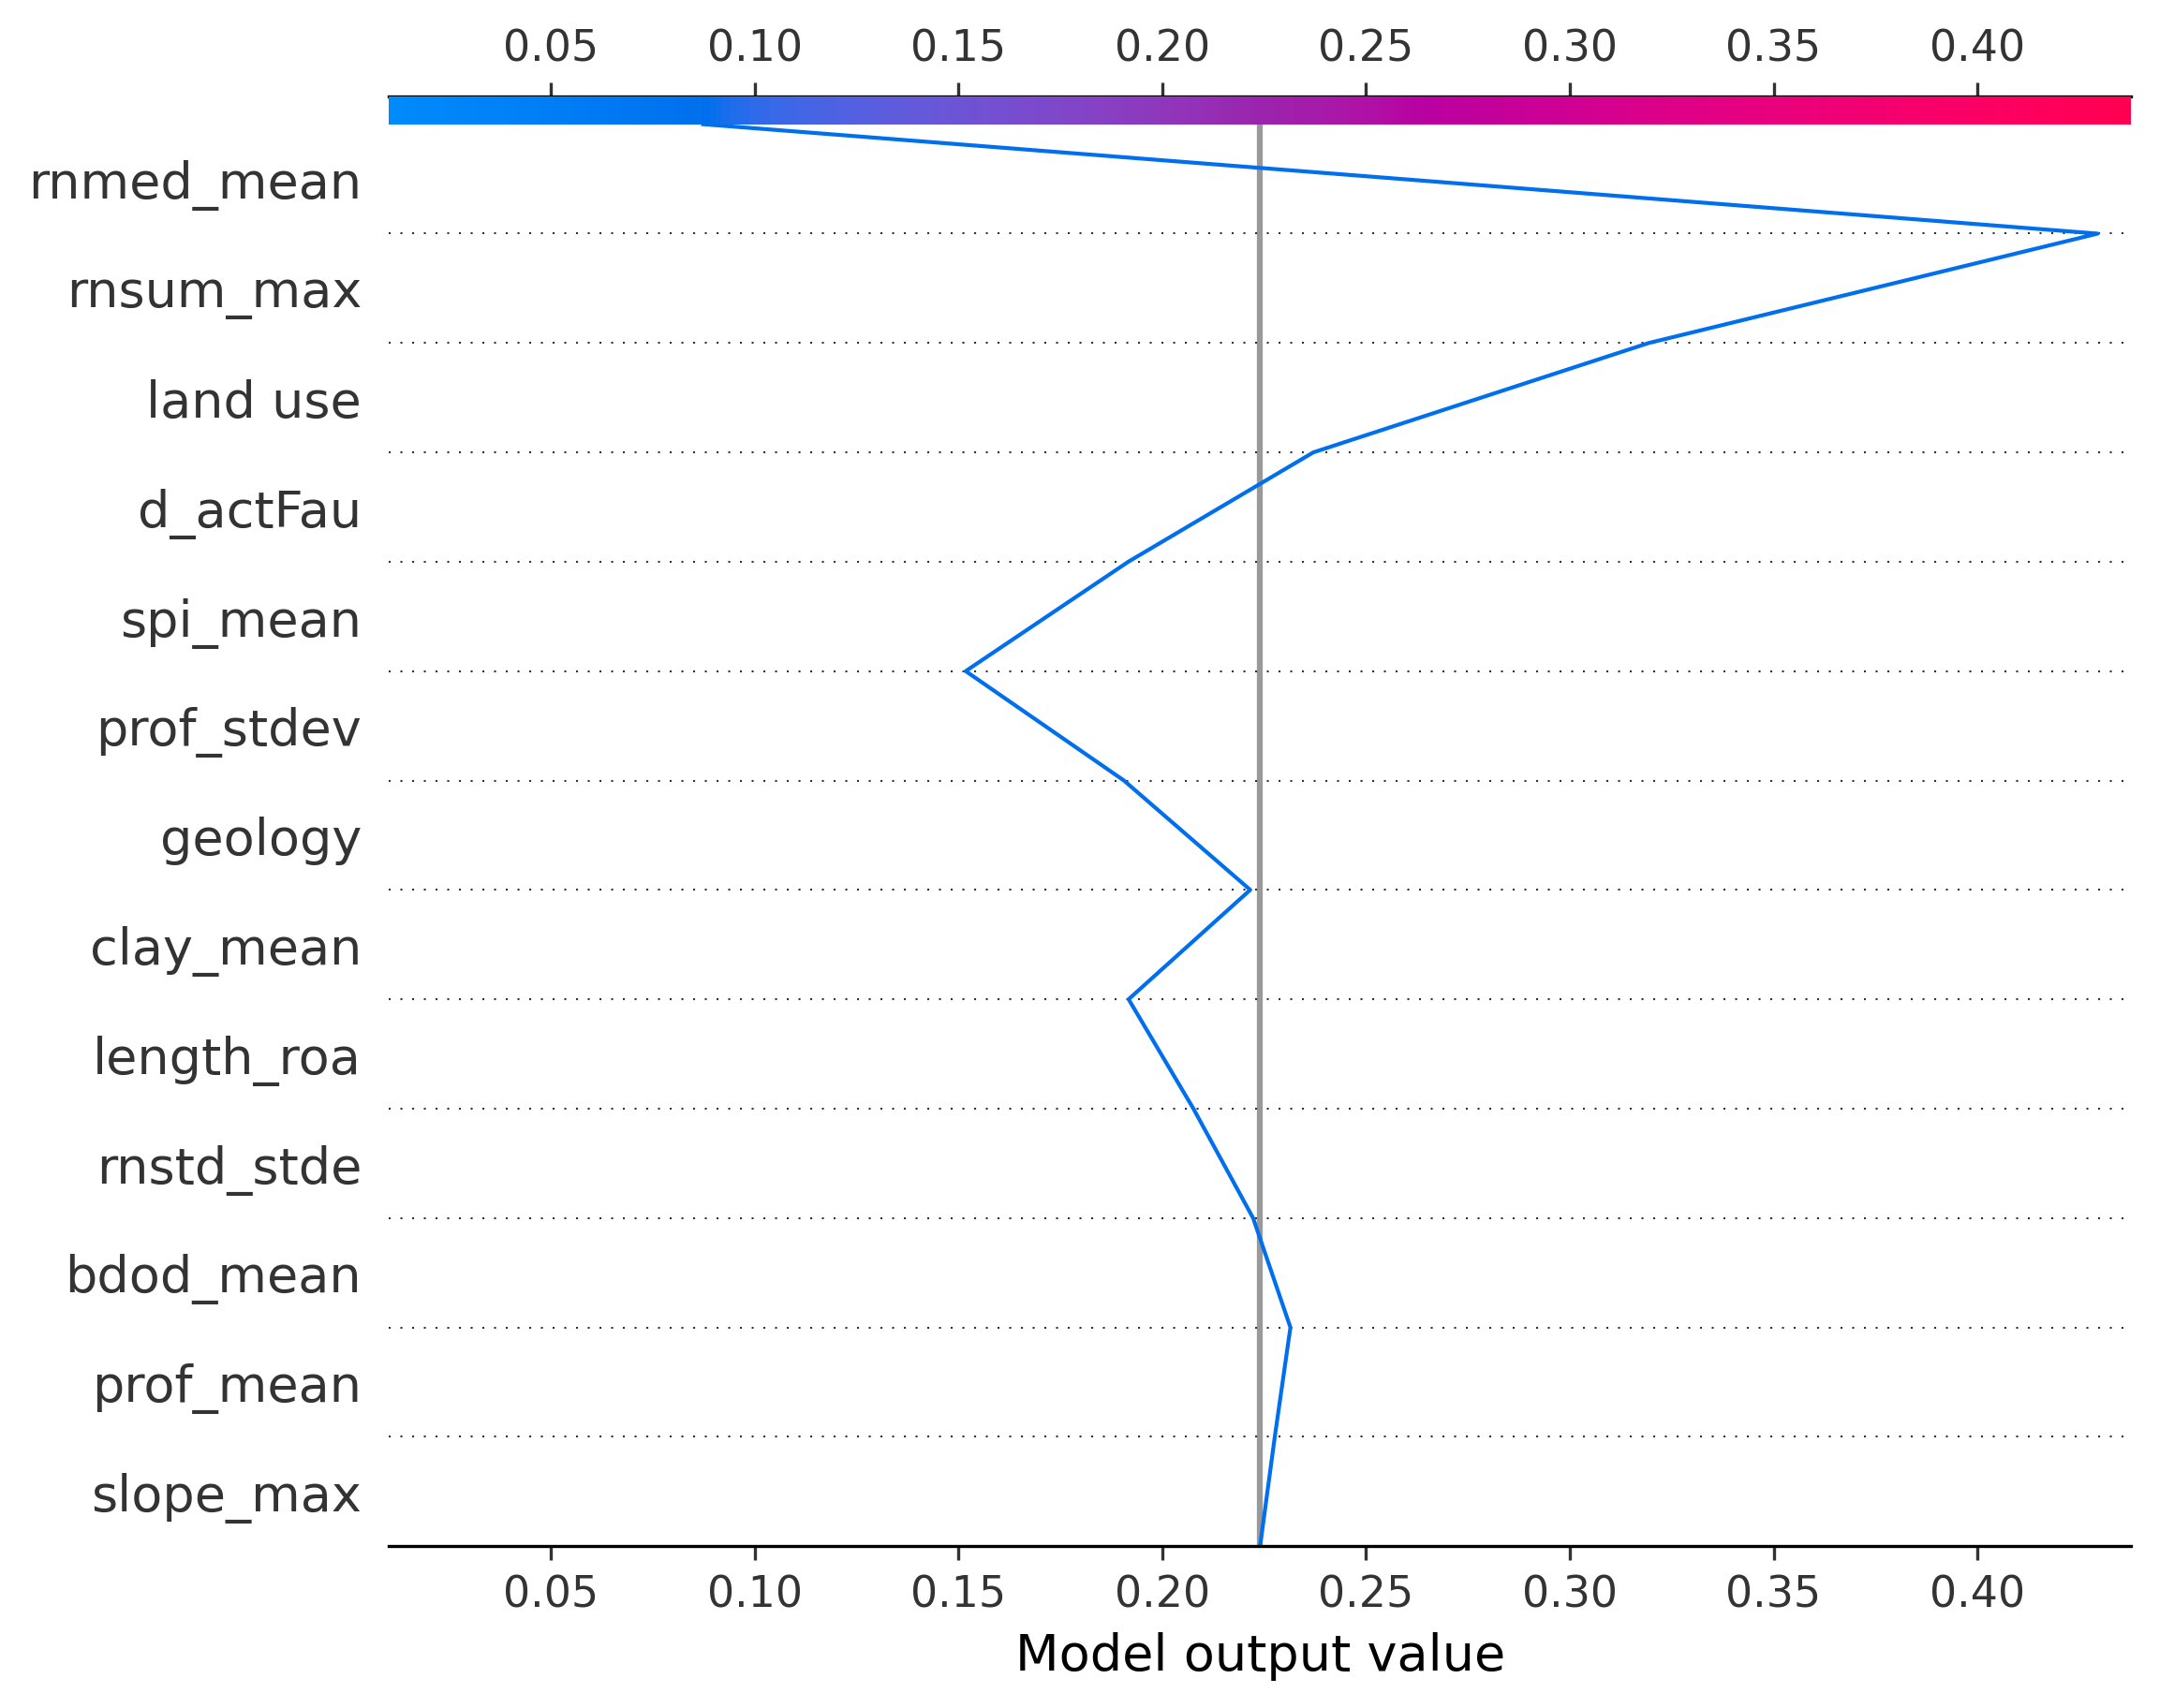 0.05 0.10 0.15 0.20 0.25 0.30 0.35 0.40
rnmed_mean
rnsum_max
land use
d_actFau
spi_mean
prof_stdev
geology
clay_mean
length_roa
rnstd_stde
bdod_mean
prof_mean
slope_max
0.05 0.10 0.15 0.20 0.25 0.30 0.35 0.40
Model output value